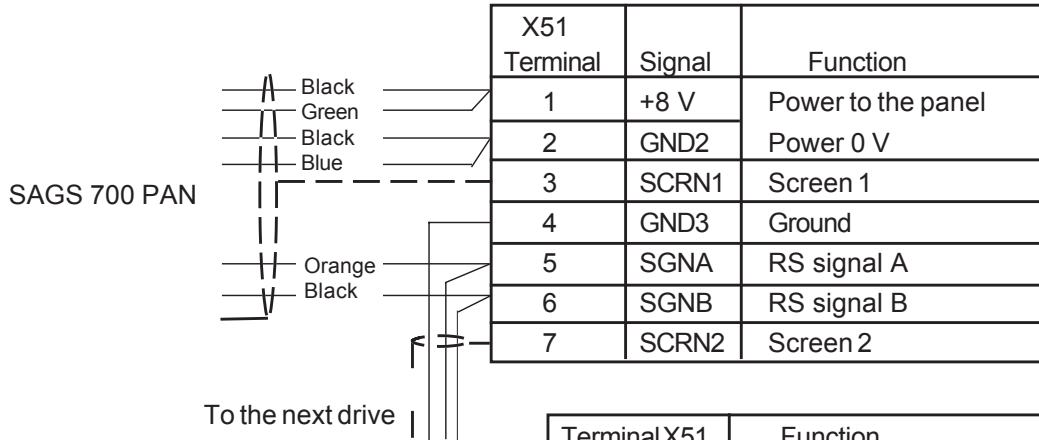 X51
Terminal Signal Function
Black
Green
1 +8 V Power to the panel
Black
Blue
2 GND2 Power 0 V
SAGS 700 PAN
3 SCRN1 Screen 1
4 GND3 Ground
Orange
5 SGNA RS signal A
Black
6 SGNB RS signal B
7 SCRN2 Screen 2
To the next drive
Terminal X51 Function